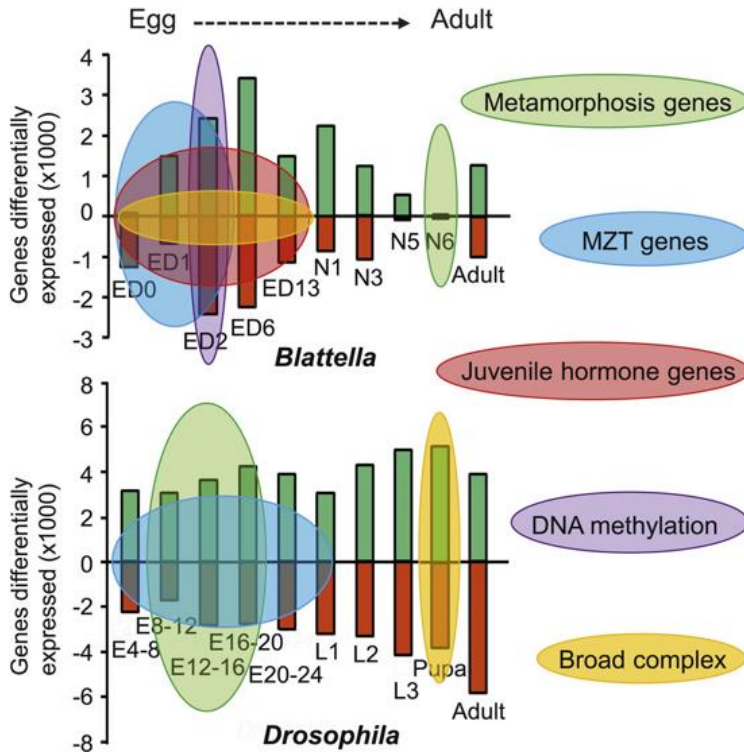 Egg Adult
Genes differentially
expressed (x1000)
4
3
2
1
0
-1
-2
-3
ED0
ED1
ED2
ED6
ED13
N1
N3
N5
N6
Adult
Blattella
Metamorphosis genes
MZT genes
Juvenile hormone genes
DNA methylation
Broad complex
Genes differentially
expressed (x1000)
8
6
4
2
0
-2
-4
-6
-8
E4-8
E8-12
E12-16
E16-20
E20-24
L1
L2
L3
Pupa
Adult
Drosophila